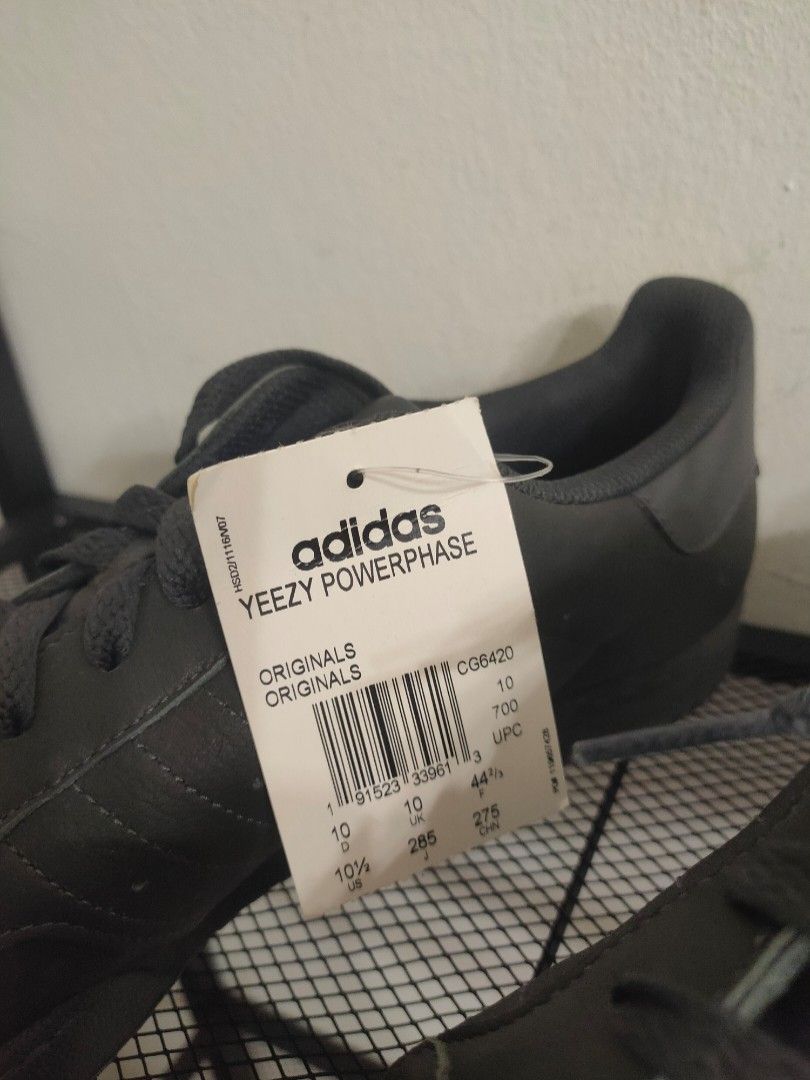 HSD2/1116/V07
adidas
YEEZY POWERPHASE
ORIGINALS
ORIGINALS
CG6420
10
700
UPC
1 91523 33961 3
10
D
10
UK
44²/₃
F
10½
US
285
J
275
CHN